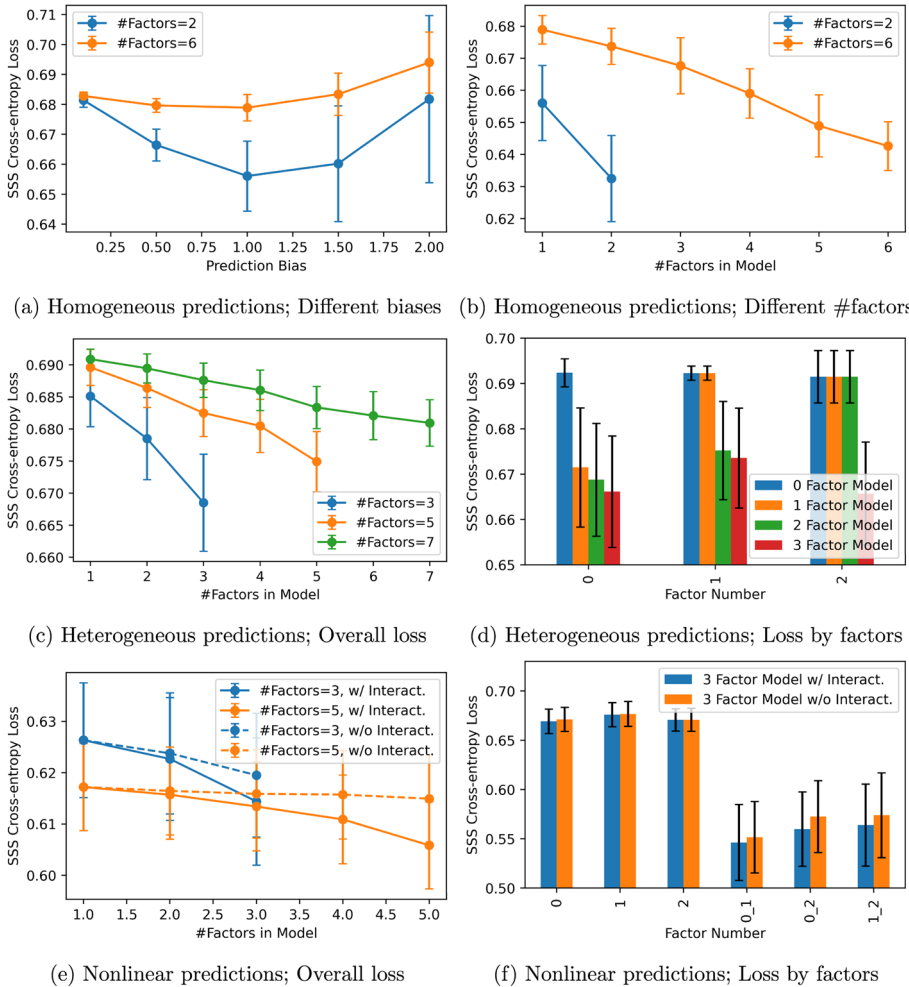 0.71
0.70
0.69
0.68
0.67
0.66
0.65
0.64
SSS Cross-entropy Loss
#Factors=2
#Factors=6
0.25 0.50 0.75 1.00 1.25 1.50 1.75 2.00
Prediction Bias
(a) Homogeneous predictions; Different biases
0.68
0.67
0.66
0.65
0.64
0.63
0.62
SSS Cross-entropy Loss
#Factors=2
#Factors=6
1 2 3 4 5 6
#Factors in Model
(b) Homogeneous predictions; Different #factors
0.690
0.685
0.680
0.675
0.670
0.665
0.660
SSS Cross-entropy Loss
#Factors=3
#Factors=5
#Factors=7
1 2 3 4 5 6 7
#Factors in Model
(c) Heterogeneous predictions; Overall loss
0.70
0.69
0.68
0.67
0.66
0.65
SSS Cross-entropy Loss
0 Factor Model
1 Factor Model
2 Factor Model
3 Factor Model
0 1 2
Factor Number
(d) Heterogeneous predictions; Loss by factors
0.63
0.62
0.61
0.60
SSS Cross-entropy Loss
#Factors=3, w/ Interact.
#Factors=5, w/ Interact.
#Factors=3, w/o Interact.
#Factors=5, w/o Interact.
1.0 1.5 2.0 2.5 3.0 3.5 4.0 4.5 5.0
#Factors in Model
(e) Nonlinear predictions; Overall loss
0.70
0.65
0.60
0.55
0.50
SSS Cross-entropy Loss
3 Factor Model w/ Interact.
3 Factor Model w/o Interact.
0 1 2 0_1 0_2 1_2
Factor Number
(f) Nonlinear predictions; Loss by factors